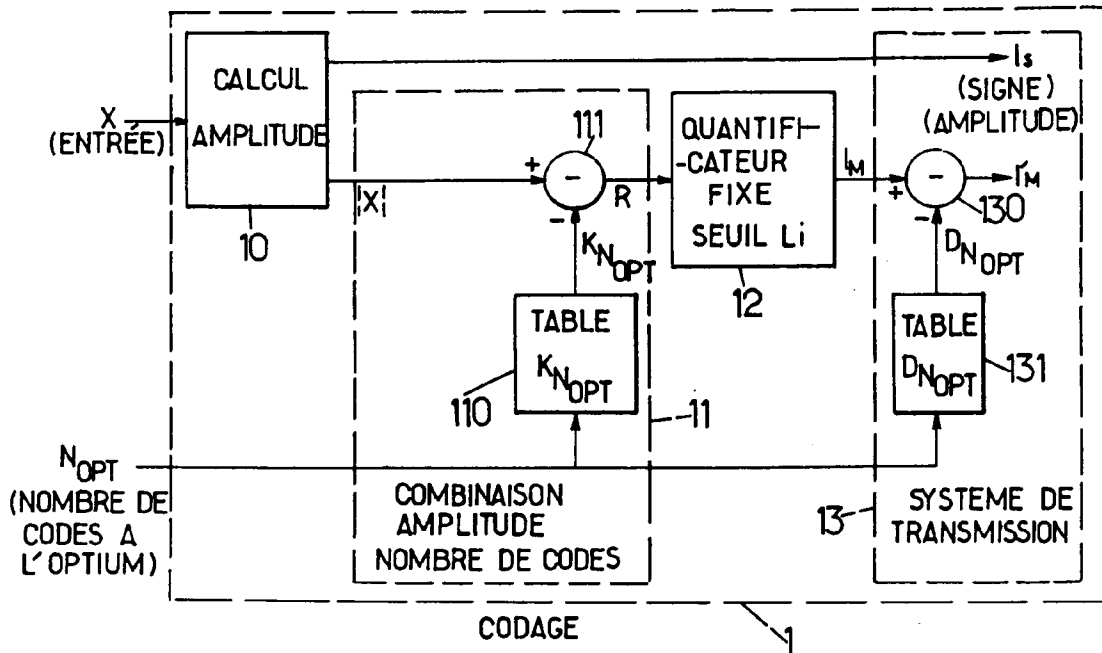 CALCUL
AMPLITUDE
10
X
(ENTRÉE)
|X|
+
-
-
111
R
K_N_OPT
TABLE
K_N_OPT
110
11
COMBINAISON
AMPLITUDE
NOMBRE DE CODES
QUANTIFI-
-CATEUR
FIXE
SEUIL Li
12
I_M
I_S
(SIGNE)
(AMPLITUDE)
+
-
-
I'_M
130
D_N_OPT
TABLE
D_N_OPT
131
13
SYSTEME DE
TRANSMISSION
N_OPT
(NOMBRE DE
CODES A
L'OPTIUM)
CODAGE
1